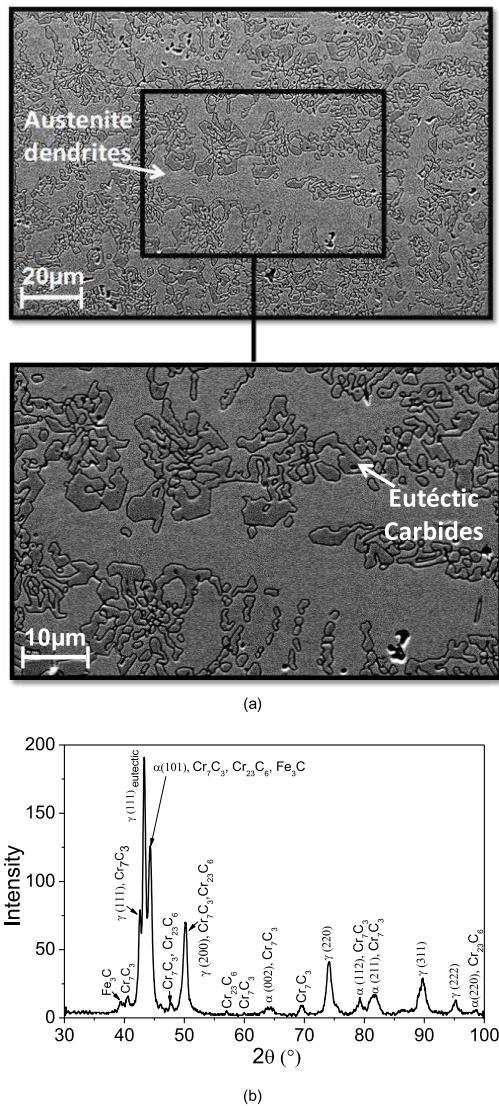 Austenite
dendrites
20µm
Eutéctic
Carbides
10µm
(a)
200
150
100
50
0
Intensity
30
40
50
60
70
80
90
100
2θ (°)
Fe3C
Cr7C3
γ (111), Cr7C3
γ (111) eutectic
α(101), Cr7C3, Cr23C6, Fe3C
Cr7C3, Cr23C6
γ (200), Cr7C3,Cr23C6
Cr23C6
Cr7C3
α (002), Cr7C3
Cr7C3
γ (220)
α (112), Cr7C3
α (211), Cr7C3
γ (311)
γ (222)
α(220), Cr23C6
(b)